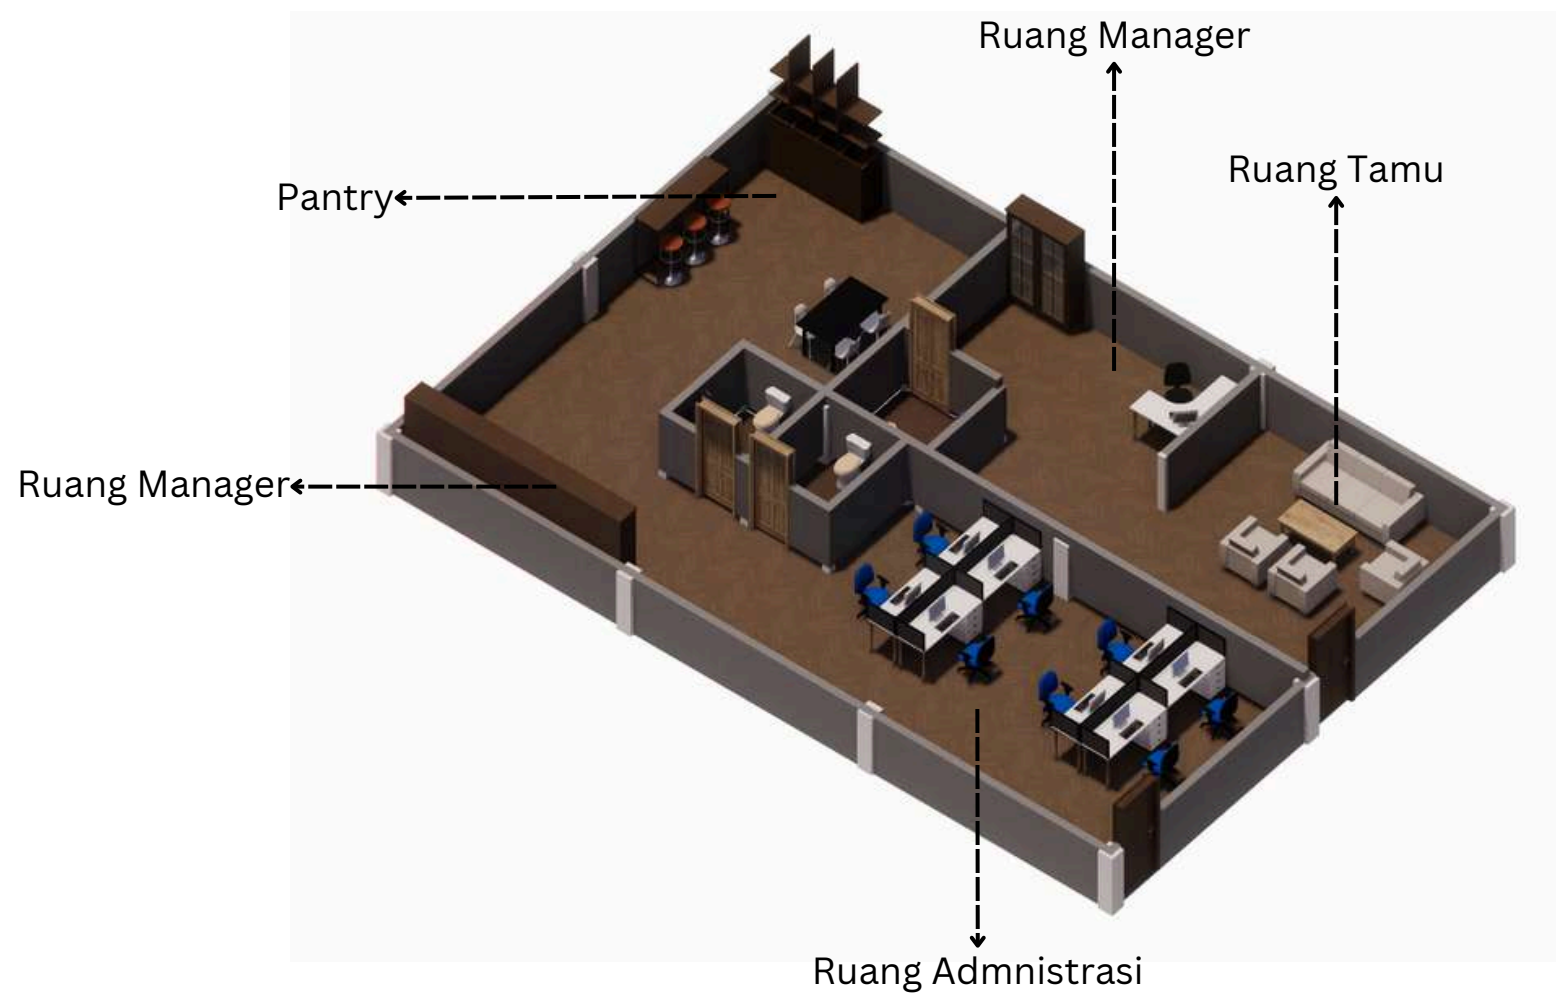 Ruang Manager
Ruang Tamu
Pantry
Ruang Manager
Ruang Admnistrasi